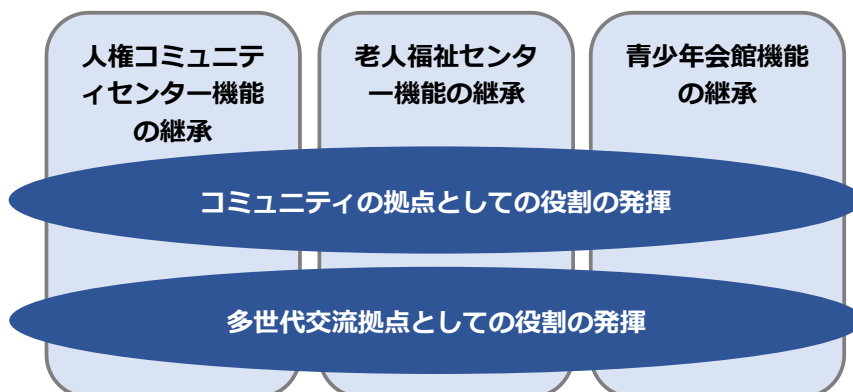 人権コミュニテ
ィセンター機能
の継承
老人福祉センタ
ー機能の継承
青少年会館機能
の継承
コミュニティの拠点としての役割の発揮
多世代交流拠点としての役割の発揮